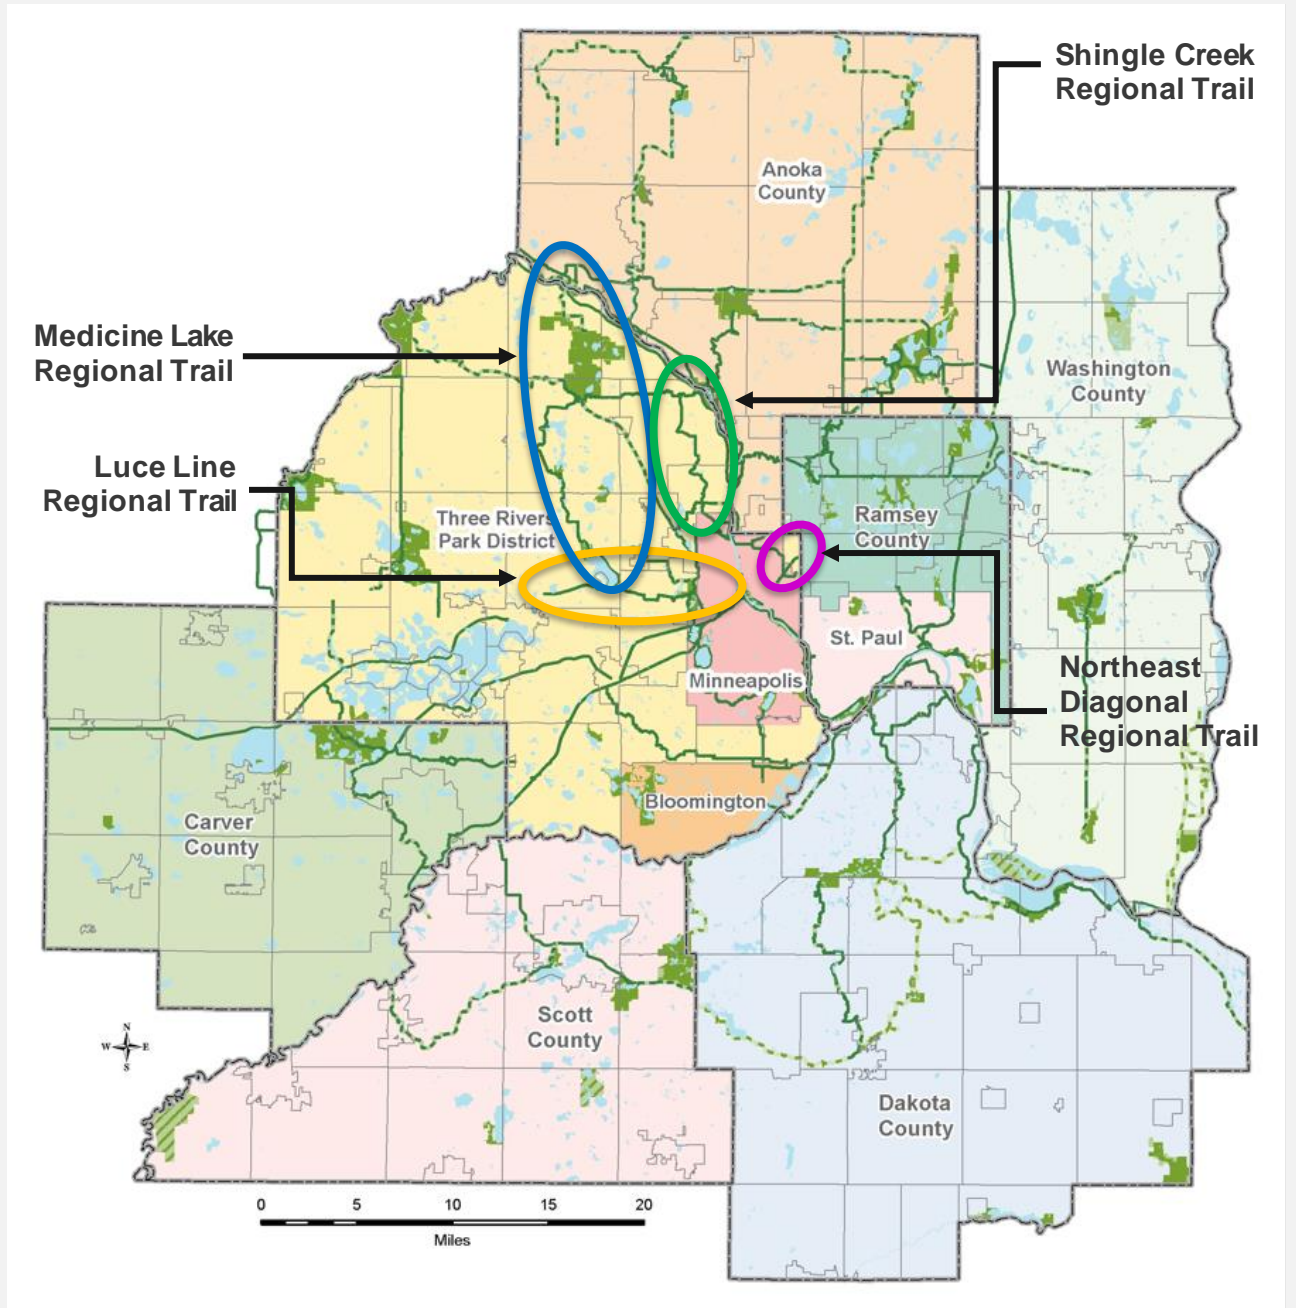 Shingle Creek
Regional Trail
Anoka
County
Medicine Lake
Regional Trail
Washington
County
Luce Line
Regional Trail
Three Rivers
Park District
Ramsey
County
St. Paul
Minneapolis
Northeast
Diagonal
Regional Trail
Bloomington
Carver
County
Scott
County
N
W E
S
Dakota
County
0 5 10 15 20
Miles